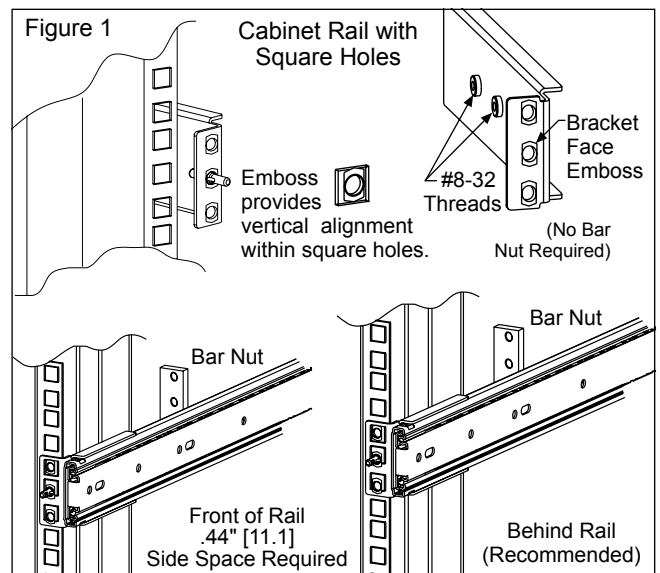 Figure 1
Cabinet Rail with
Square Holes
Emboss
provides
vertical alignment
within square holes.
#8-32
Threads
Bracket
Face
Emboss
(No Bar
Nut Required)
Bar Nut
Front of Rail
.44" [11.1]
Side Space Required
Bar Nut
Behind Rail
(Recommended)